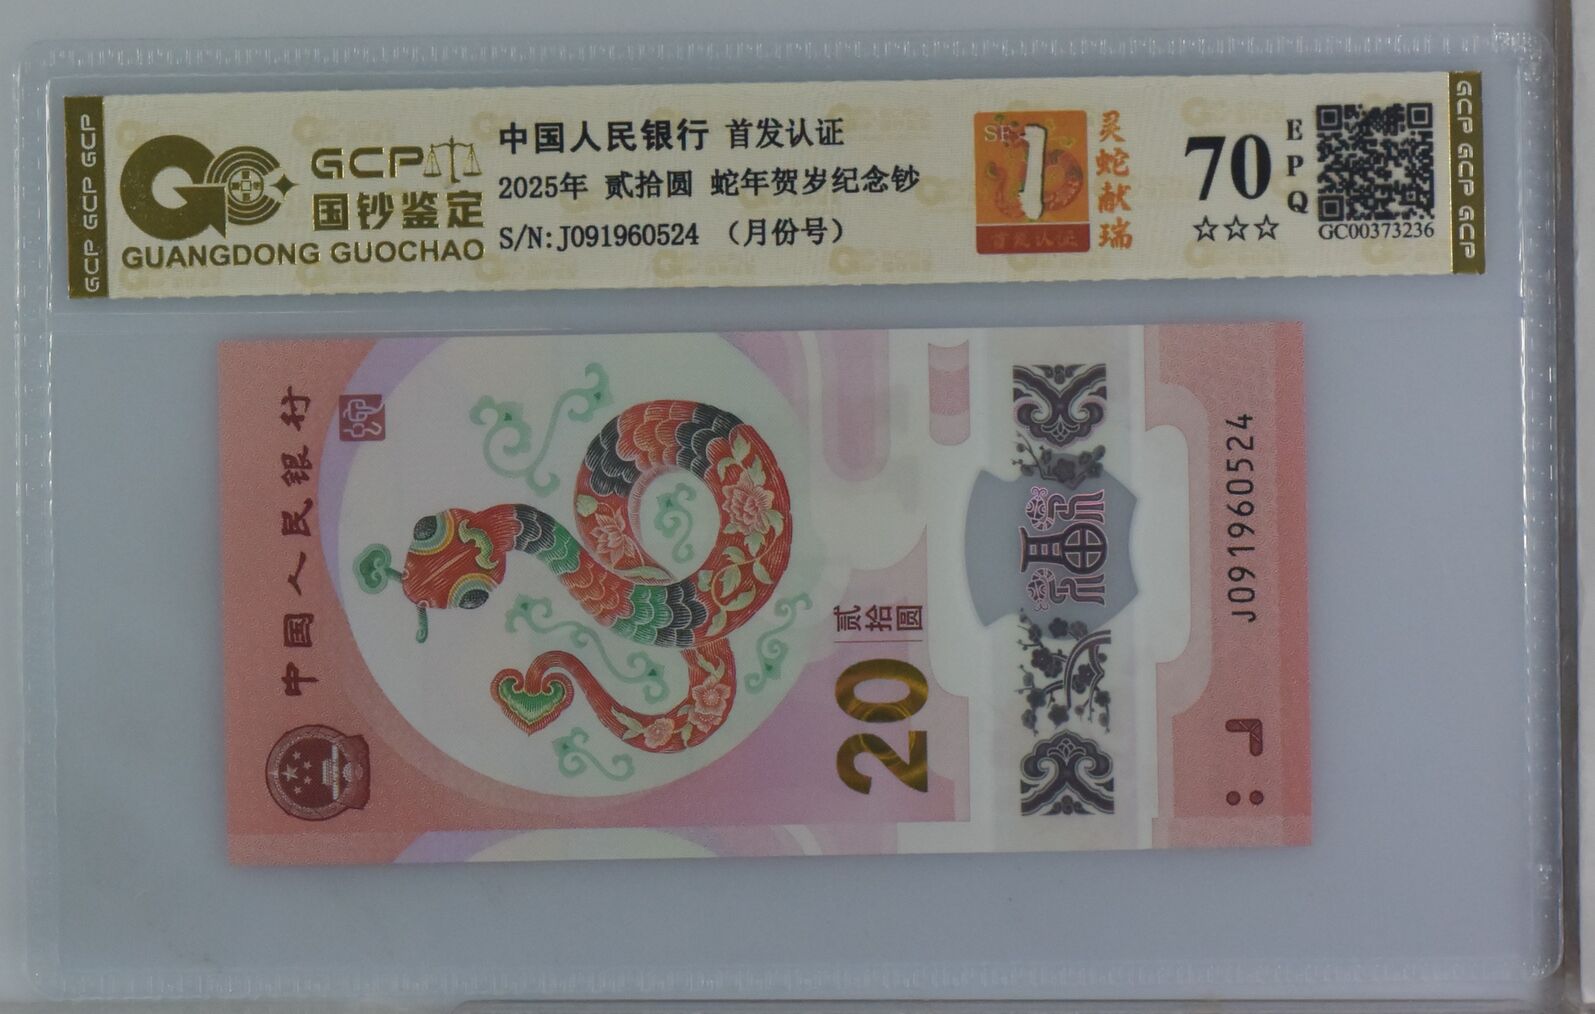 GCP GCP GCP
GCP
国钞鉴定
GUANGDONG GUOCHAO
中国人民银行 首发认证
2025年 贰拾圆 蛇年贺岁纪念钞
S/N:J091960524 （月份号）
SF
1
首发认证
灵蛇献瑞
70
EPQ
☆☆☆
GC00373236
GCP GCP GCP
中国人民银行
贰拾圆
20
J091960524